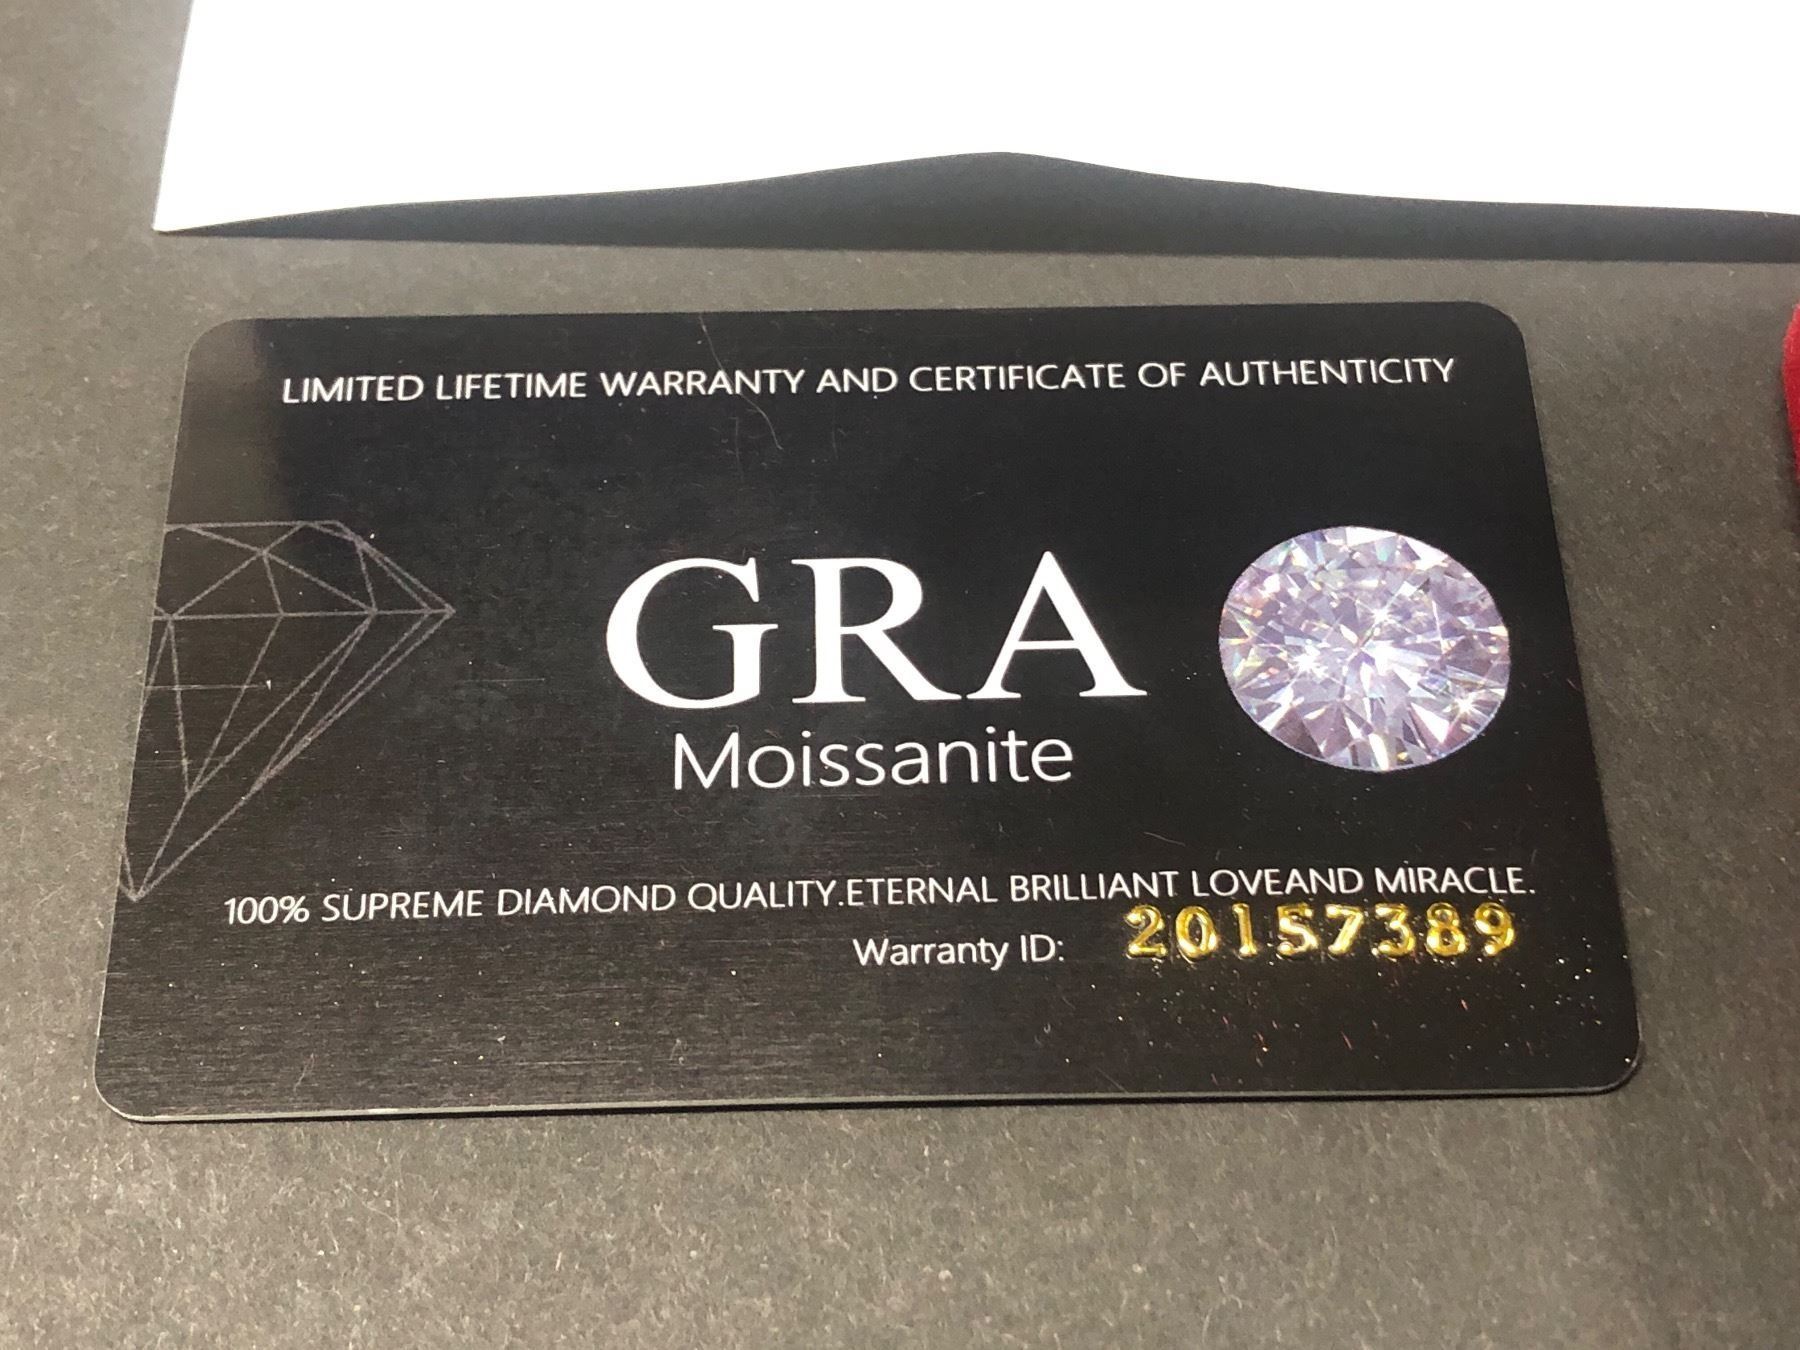 LIMITED LIFETIME WARRANTY AND CERTIFICATE OF AUTHENTICITY
GRA
Moissanite
100% SUPREME DIAMOND QUALITY.ETERNAL BRILLIANT LOVEAND MIRACLE.
Warranty ID: 20157389